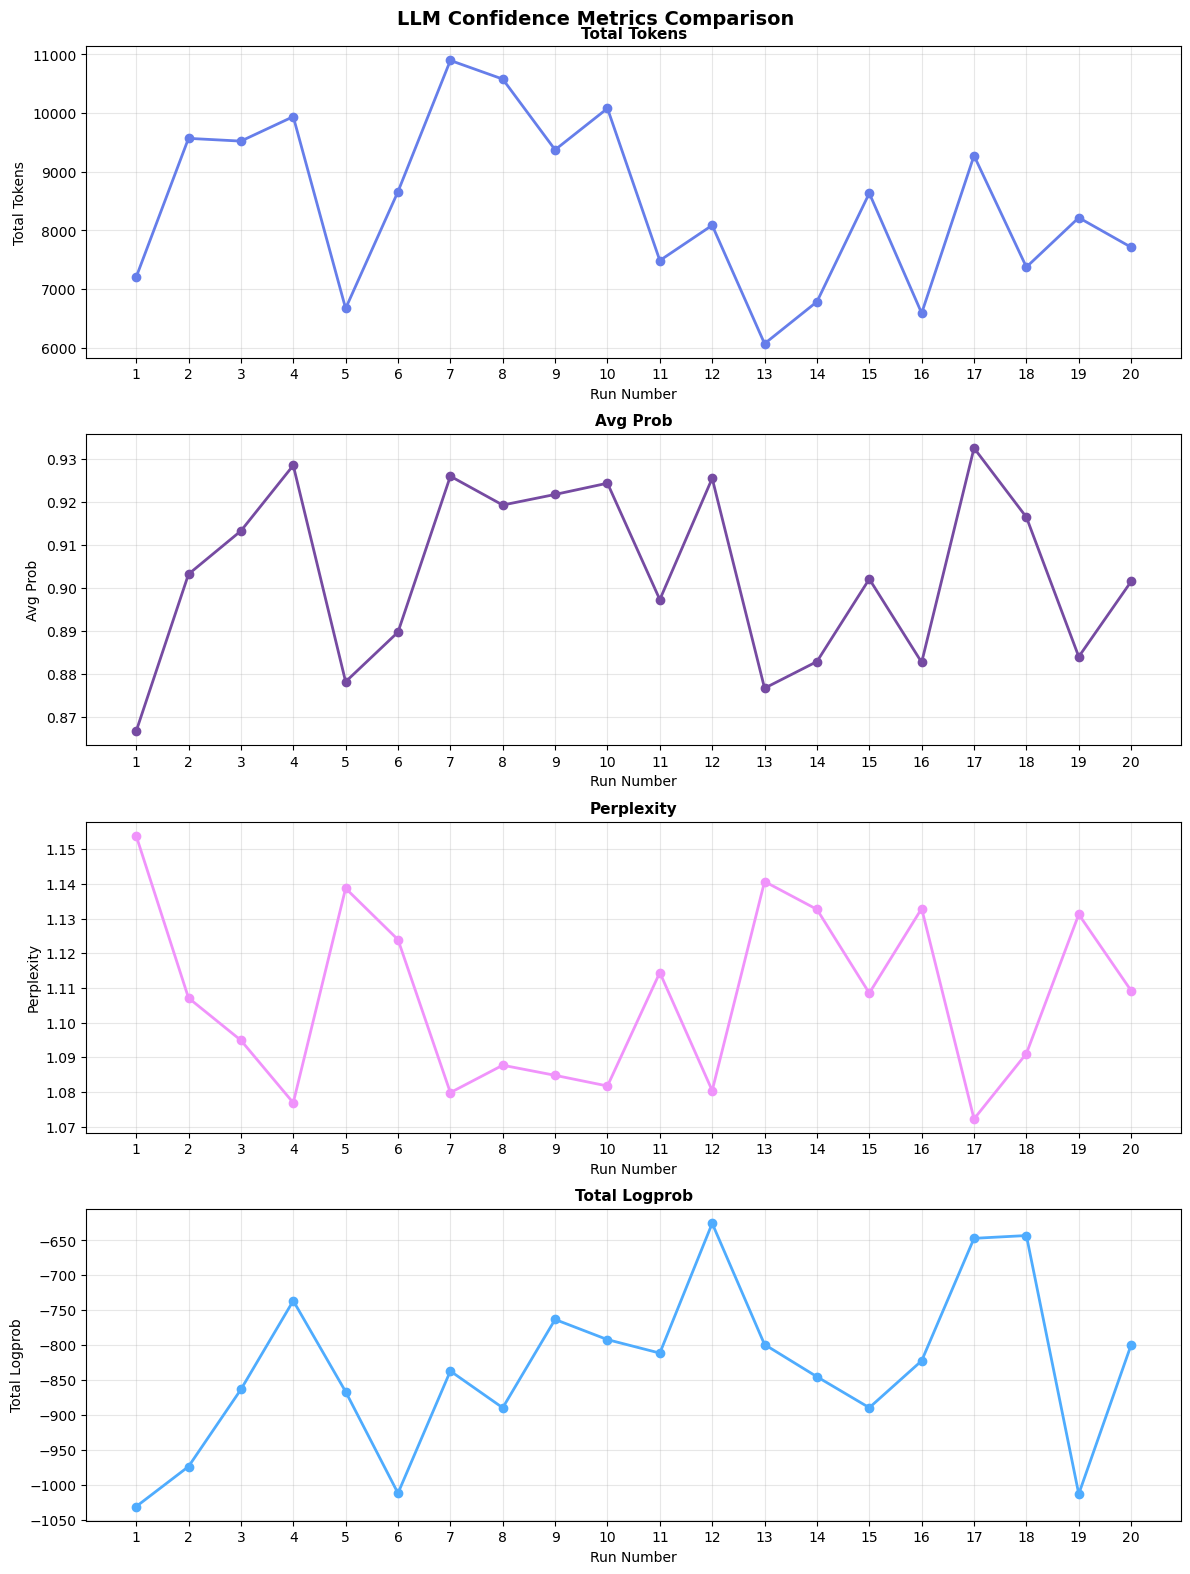 LLM Confidence Metrics Comparison
Total Tokens
11000
10000
9000
8000
7000
6000
Total Tokens
1 2 3 4 5 6 7 8 9 10 11 12 13 14 15 16 17 18 19 20
Run Number
Avg Prob
0.93
0.92
0.91
0.90
0.89
0.88
0.87
Avg Prob
1 2 3 4 5 6 7 8 9 10 11 12 13 14 15 16 17 18 19 20
Run Number
Perplexity
1.15
1.14
1.13
1.12
1.11
1.10
1.09
1.08
1.07
Perplexity
1 2 3 4 5 6 7 8 9 10 11 12 13 14 15 16 17 18 19 20
Run Number
Total Logprob
−650
−700
−750
−800
−850
−900
−950
−1000
−1050
Total Logprob
1 2 3 4 5 6 7 8 9 10 11 12 13 14 15 16 17 18 19 20
Run Number